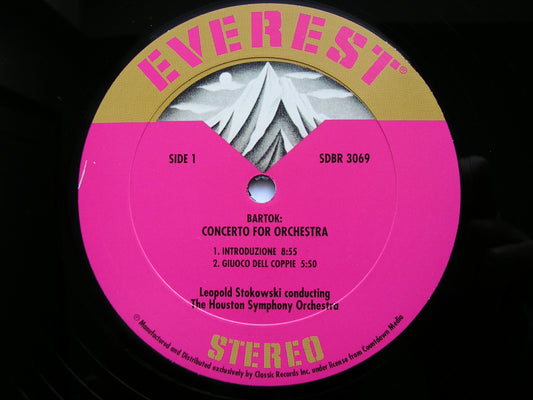 EVEREST®
SIDE 1
SDBR 3069
BARTOK:
CONCERTO FOR ORCHESTRA
1. INTRODUZIONE 8:55
2. GIUOCO DELL COPPIE 5:50
Leopold Stokowski conducting
The Houston Symphony Orchestra
STEREO
℗ Manufactured and Distributed exclusively by Classic Records Inc. under license from Countdown Media